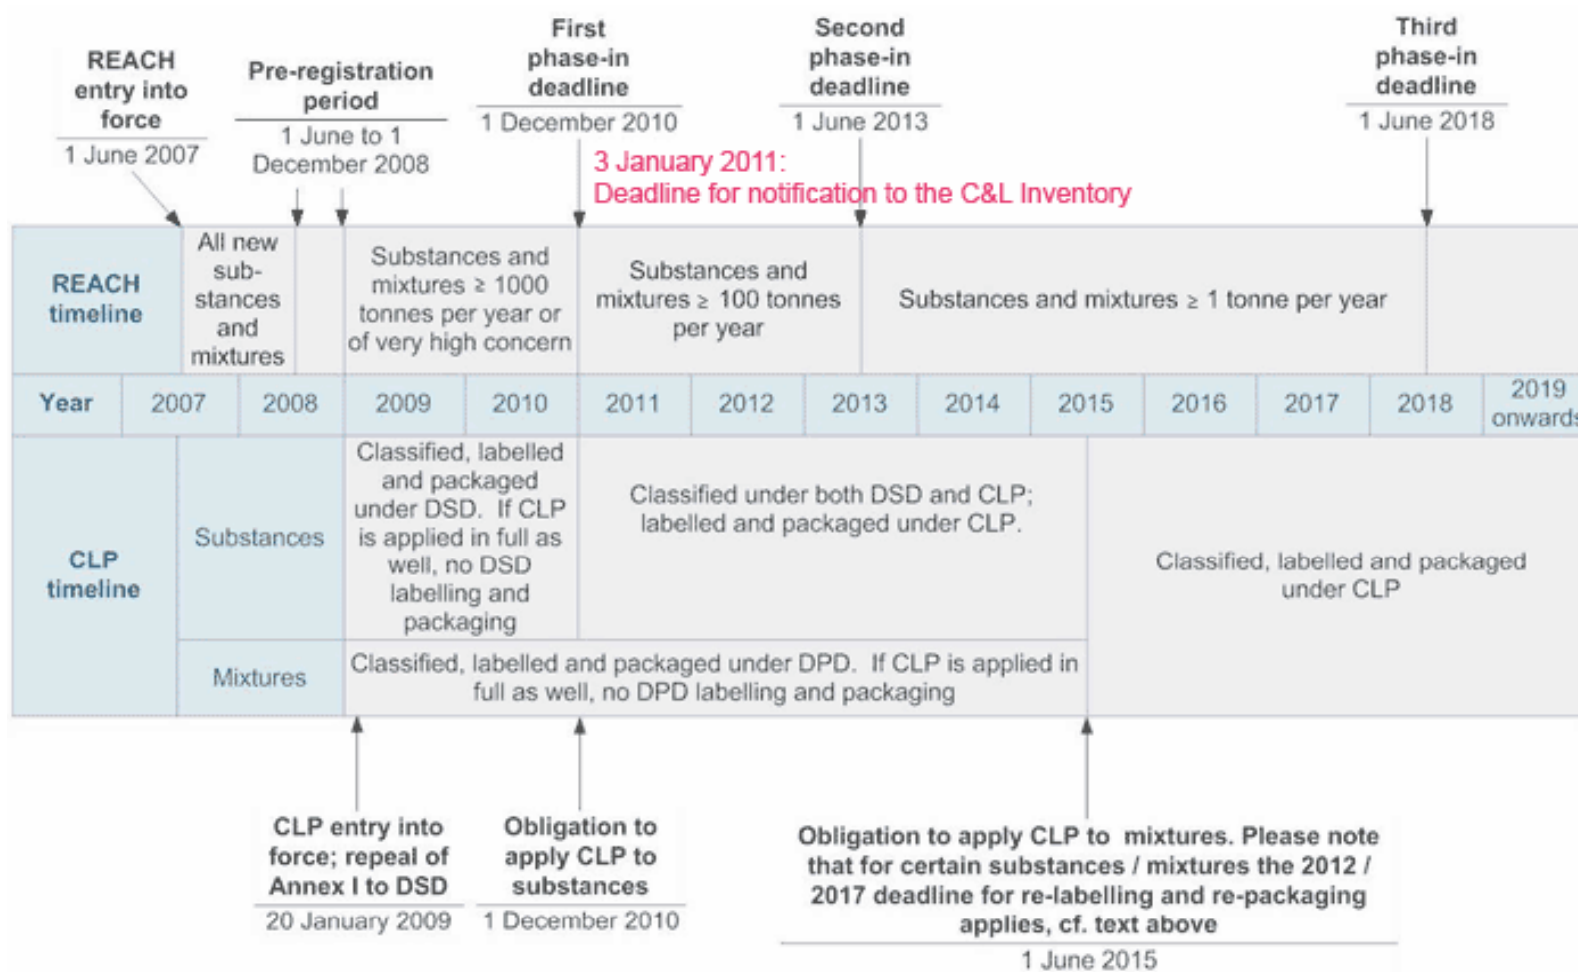 REACH
entry into
force
1 June 2007
Pre-registration
period
1 June to 1
December 2008
First
phase-in
deadline
1 December 2010
Second
phase-in
deadline
1 June 2013
Third
phase-in
deadline
1 June 2018
3 January 2011:
Deadline for notification to the C&L Inventory
REACH
timeline
All new
sub-
stances
and
mixtures
Substances and
mixtures ≥ 1000
tonnes per year or
of very high concern
Substances and
mixtures ≥ 100 tonnes
per year
Substances and mixtures ≥ 1 tonne per year
Year 2007 2008 2009 2010 2011 2012 2013 2014 2015 2016 2017 2018 2019
onwards
CLP
timeline
Substances
Classified, labelled
and packaged
under DSD. If CLP
is applied in full as
well, no DSD
labelling and
packaging
Classified under both DSD and CLP;
labelled and packaged under CLP.
Classified, labelled and packaged
under CLP
Mixtures
Classified, labelled and packaged under DPD. If CLP is applied in
full as well, no DPD labelling and packaging
CLP entry into
force; repeal of
Annex I to DSD
20 January 2009
Obligation to
apply CLP to
substances
1 December 2010
Obligation to apply CLP to mixtures. Please note
that for certain substances / mixtures the 2012 /
2017 deadline for re-labelling and re-packaging
applies, cf. text above
1 June 2015